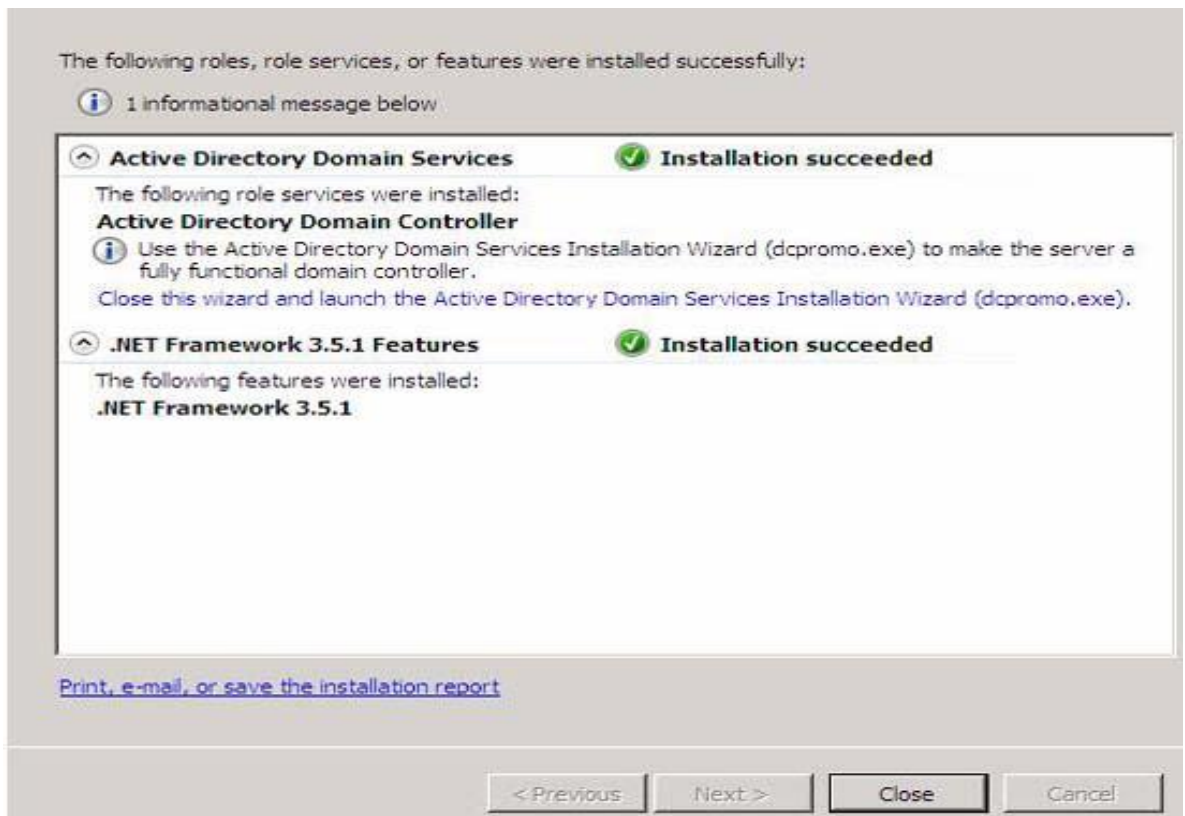 The following roles, role services, or features were installed successfully:
1 informational message below
Active Directory Domain Services Installation succeeded
The following role services were installed:
Active Directory Domain Controller
Use the Active Directory Domain Services Installation Wizard (dcpromo.exe) to make the server a
fully functional domain controller.
Close this wizard and launch the Active Directory Domain Services Installation Wizard (dcpromo.exe).
.NET Framework 3.5.1 Features Installation succeeded
The following features were installed:
.NET Framework 3.5.1
Print, e-mail, or save the installation report
< Previous Next > Close Cancel